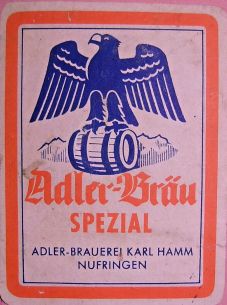 Adler-Bräu
SPEZIAL
ADLER-BRAUEREI KARL HAMM
NUFRINGEN